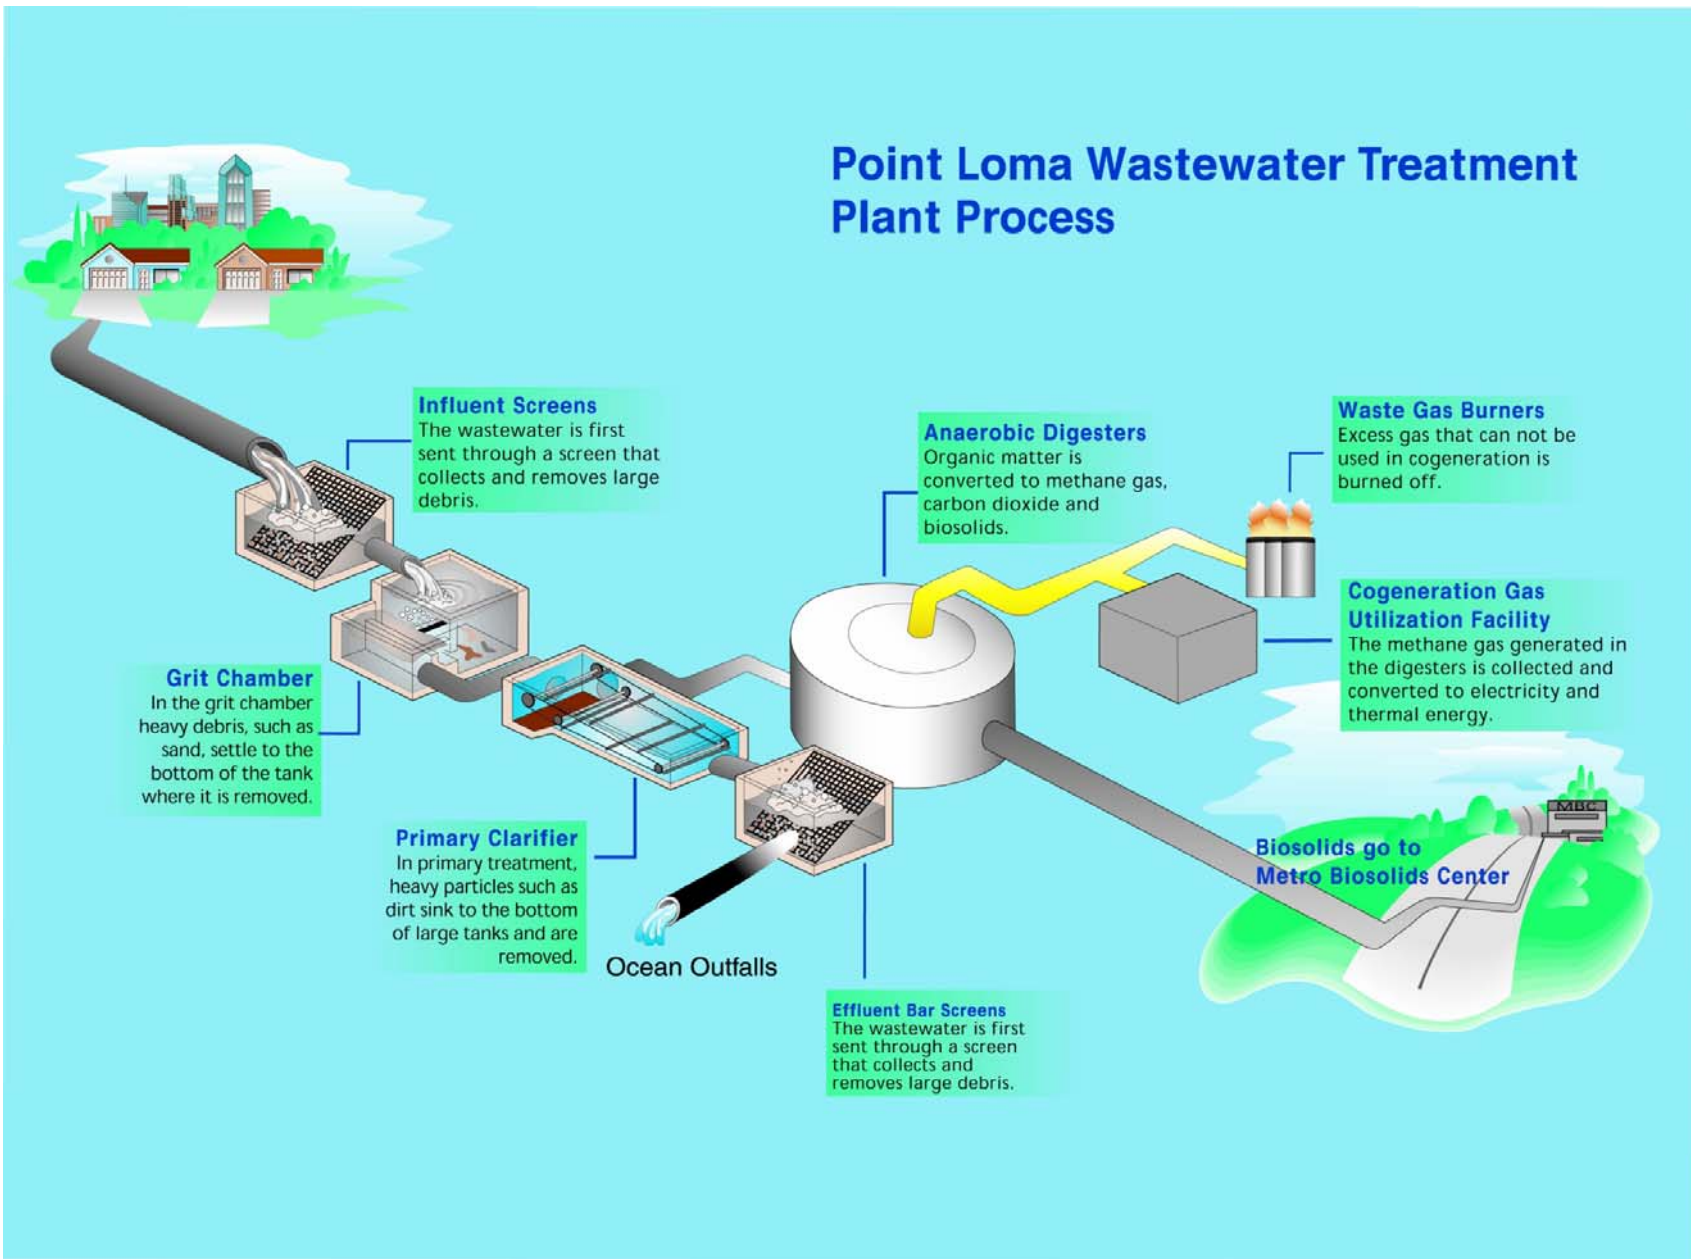 Point Loma Wastewater Treatment
Plant Process
Influent Screens
The wastewater is first
sent through a screen that
collects and removes large
debris.
Grit Chamber
In the grit chamber
heavy debris, such as
sand, settle to the
bottom of the tank
where it is removed.
Primary Clarifier
In primary treatment,
heavy particles such as
dirt sink to the bottom
of large tanks and are
removed.
Ocean Outfalls
Effluent Bar Screens
The wastewater is first
sent through a screen
that collects and
removes large debris.
Anaerobic Digesters
Organic matter is
converted to methane gas,
carbon dioxide and
biosolids.
Waste Gas Burners
Excess gas that can not be
used in cogeneration is
burned off.
Cogeneration Gas
Utilization Facility
The methane gas generated in
the digesters is collected and
converted to electricity and
thermal energy.
MBC
Biosolids go to
Metro Biosolids Center